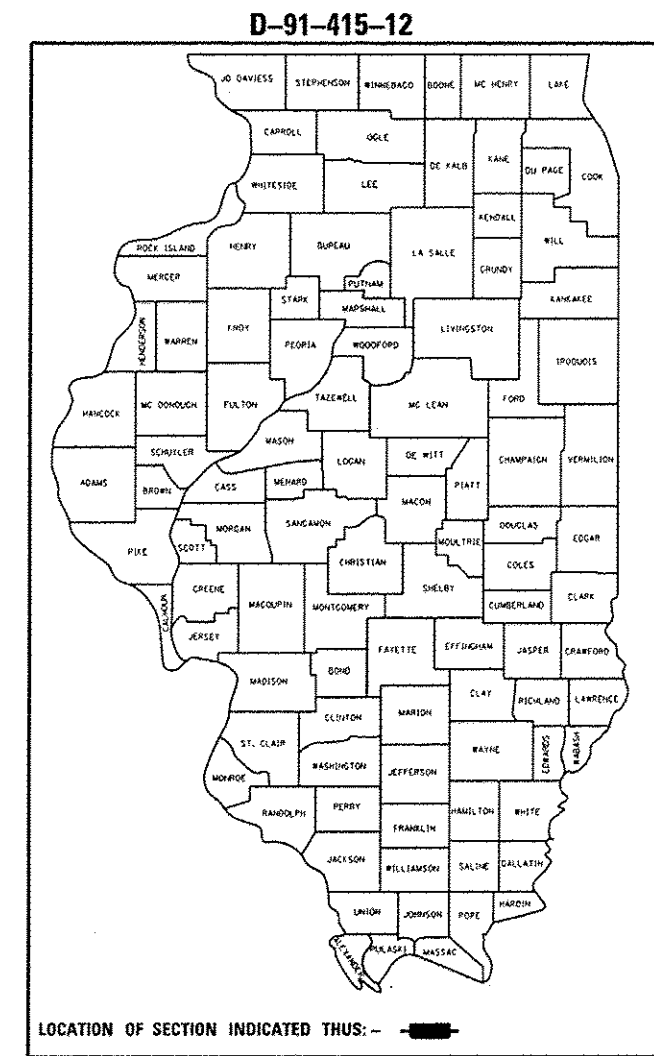 D-91-415-12
JO DAVIESS STEPHENSON WINNEBAGO BOONE MC HENRY LAKE
CARROLL OGLE
DE KALB KANE DU PAGE COOK
WHITESIDE LEE
KENDALL
ROCK ISLAND HENRY BUREAU LA SALLE WILL
MERCER PUTNAM GRUNDY
STARK MARSHALL KANKAKEE
HENDERSON WARREN KNOX PEORIA WOODFORD LIVINGSTON
IROQUOIS
HANCOCK MC DONOUGH FULTON TAZEWELL MC LEAN FORD
MASON
SCHUYLER LOGAN DE WITT CHAMPAIGN VERMILION
ADAMS BROWN CASS MENARD MACON PIATT
MORGAN SANGAMON DOUGLAS
PIKE SCOTT MOULTRIE EDGAR
CHRISTIAN COLES
CALHOUN GREENE SHELBY
MACOUPIN MONTGOMERY CUMBERLAND CLARK
JERSEY
FAYETTE EFFINGHAM JASPER CRAWFORD
MADISON BOND
CLAY RICHLAND LAWRENCE
CLINTON MARION
ST. CLAIR WAYNE EDWARDS WABASH
MONROE WASHINGTON JEFFERSON
RANDOLPH PERRY HAMILTON WHITE
FRANKLIN
JACKSON WILLIAMSON SALINE GALLATIN
UNION JOHNSON POPE HARDIN
ALEXANDER PULASKI MASSAC
LOCATION OF SECTION INDICATED THUS: -